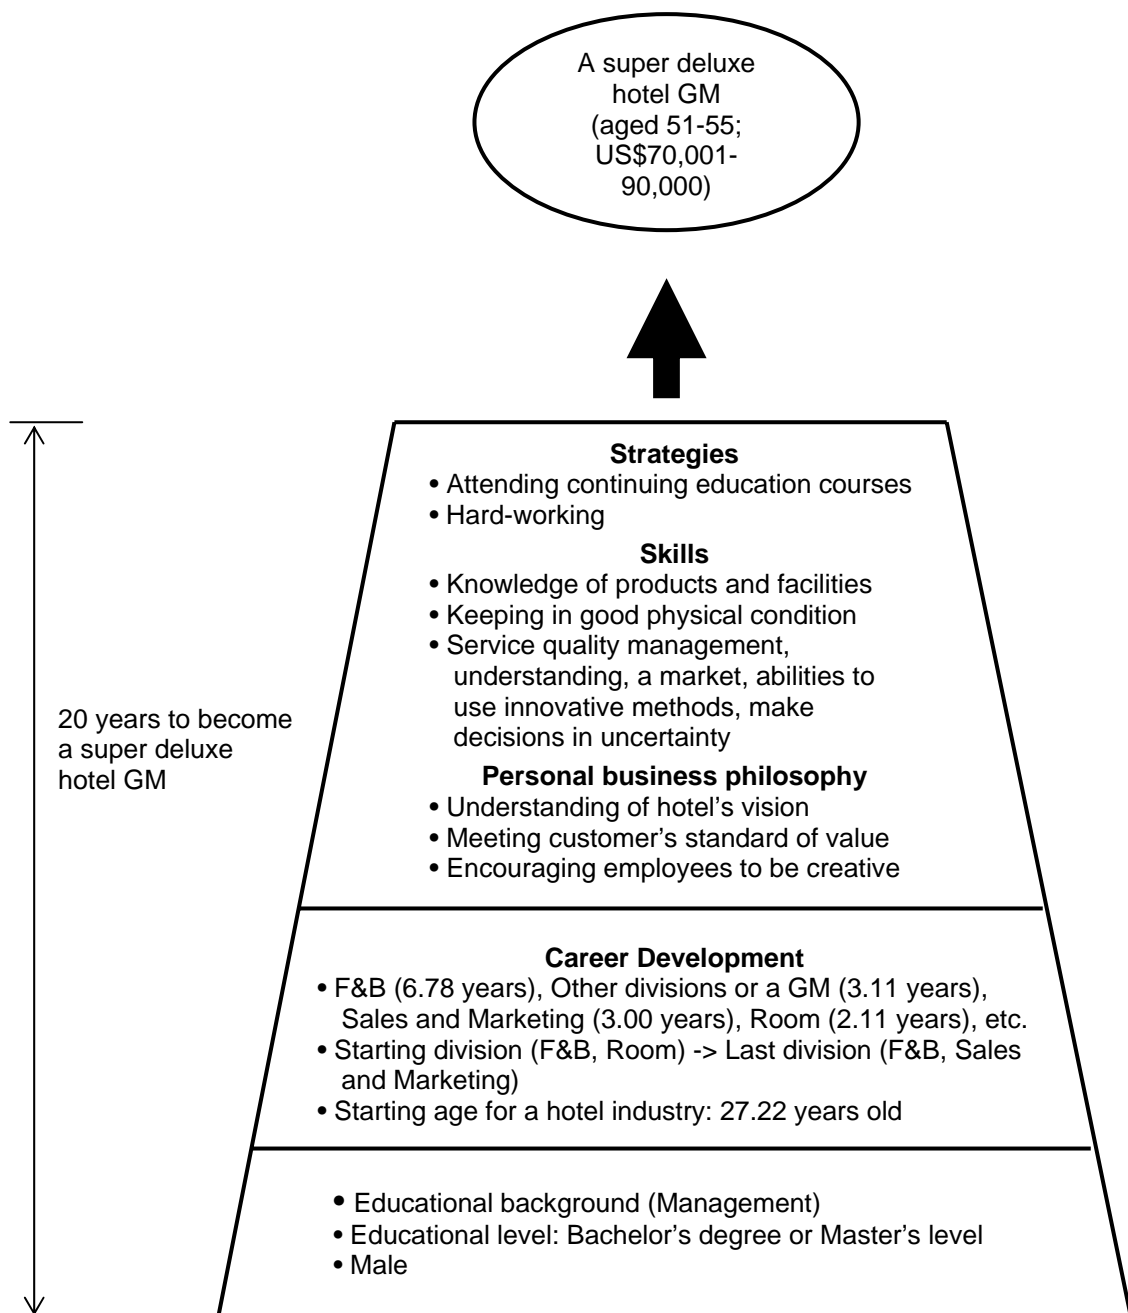 A super deluxe
hotel GM
(aged 51-55;
US$70,001-
90,000)
Strategies
• Attending continuing education courses
• Hard-working
Skills
• Knowledge of products and facilities
• Keeping in good physical condition
• Service quality management,
understanding, a market, abilities to
use innovative methods, make
decisions in uncertainty
Personal business philosophy
• Understanding of hotel’s vision
• Meeting customer’s standard of value
• Encouraging employees to be creative
20 years to become
a super deluxe
hotel GM
Career Development
• F&B (6.78 years), Other divisions or a GM (3.11 years),
Sales and Marketing (3.00 years), Room (2.11 years), etc.
• Starting division (F&B, Room) -> Last division (F&B, Sales
and Marketing)
• Starting age for a hotel industry: 27.22 years old
• Educational background (Management)
• Educational level: Bachelor’s degree or Master’s level
• Male